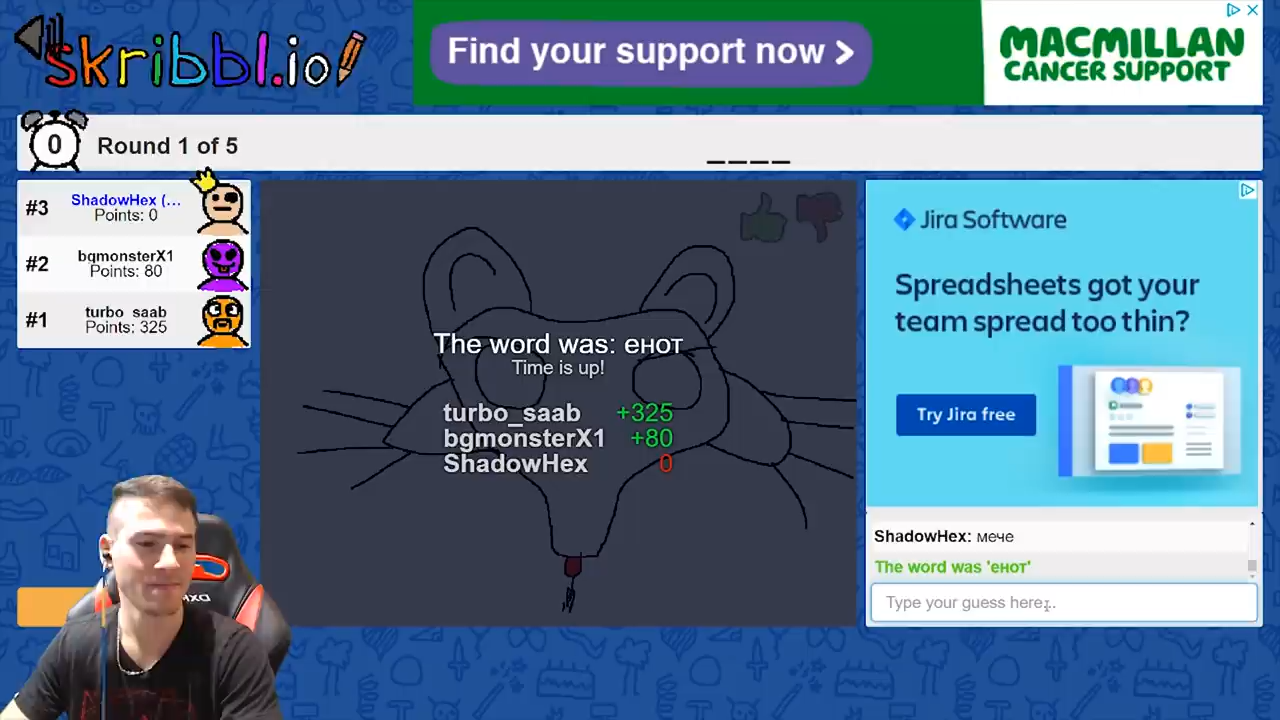 skribbl.io
Find your support now >
MACMILLAN
CANCER SUPPORT
0
Round 1 of 5
____
#3
ShadowHex (...
Points: 0
#2
bgmonsterX1
Points: 80
#1
turbo_saab
Points: 325
The word was: енот
Time is up!
turbo_saab +325
bgmonsterX1 +80
ShadowHex 0
Jira Software
Spreadsheets got your
team spread too thin?
Try Jira free
ShadowHex: мече
The word was 'енот'
Type your guess here...